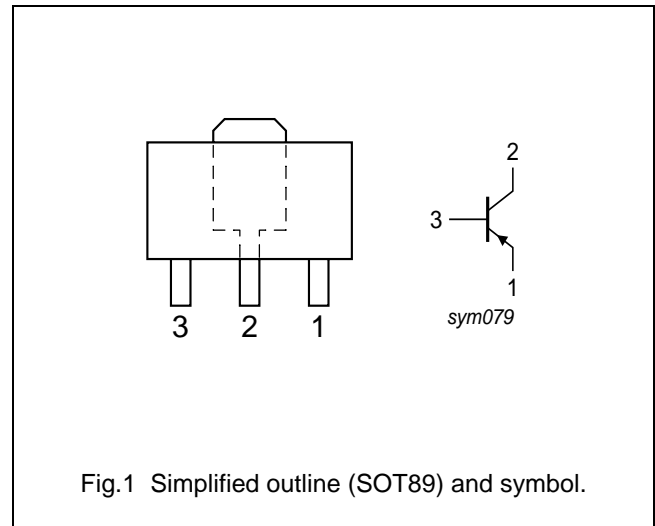 2
3
1
sym079
3 2 1
Fig.1 Simplified outline (SOT89) and symbol.